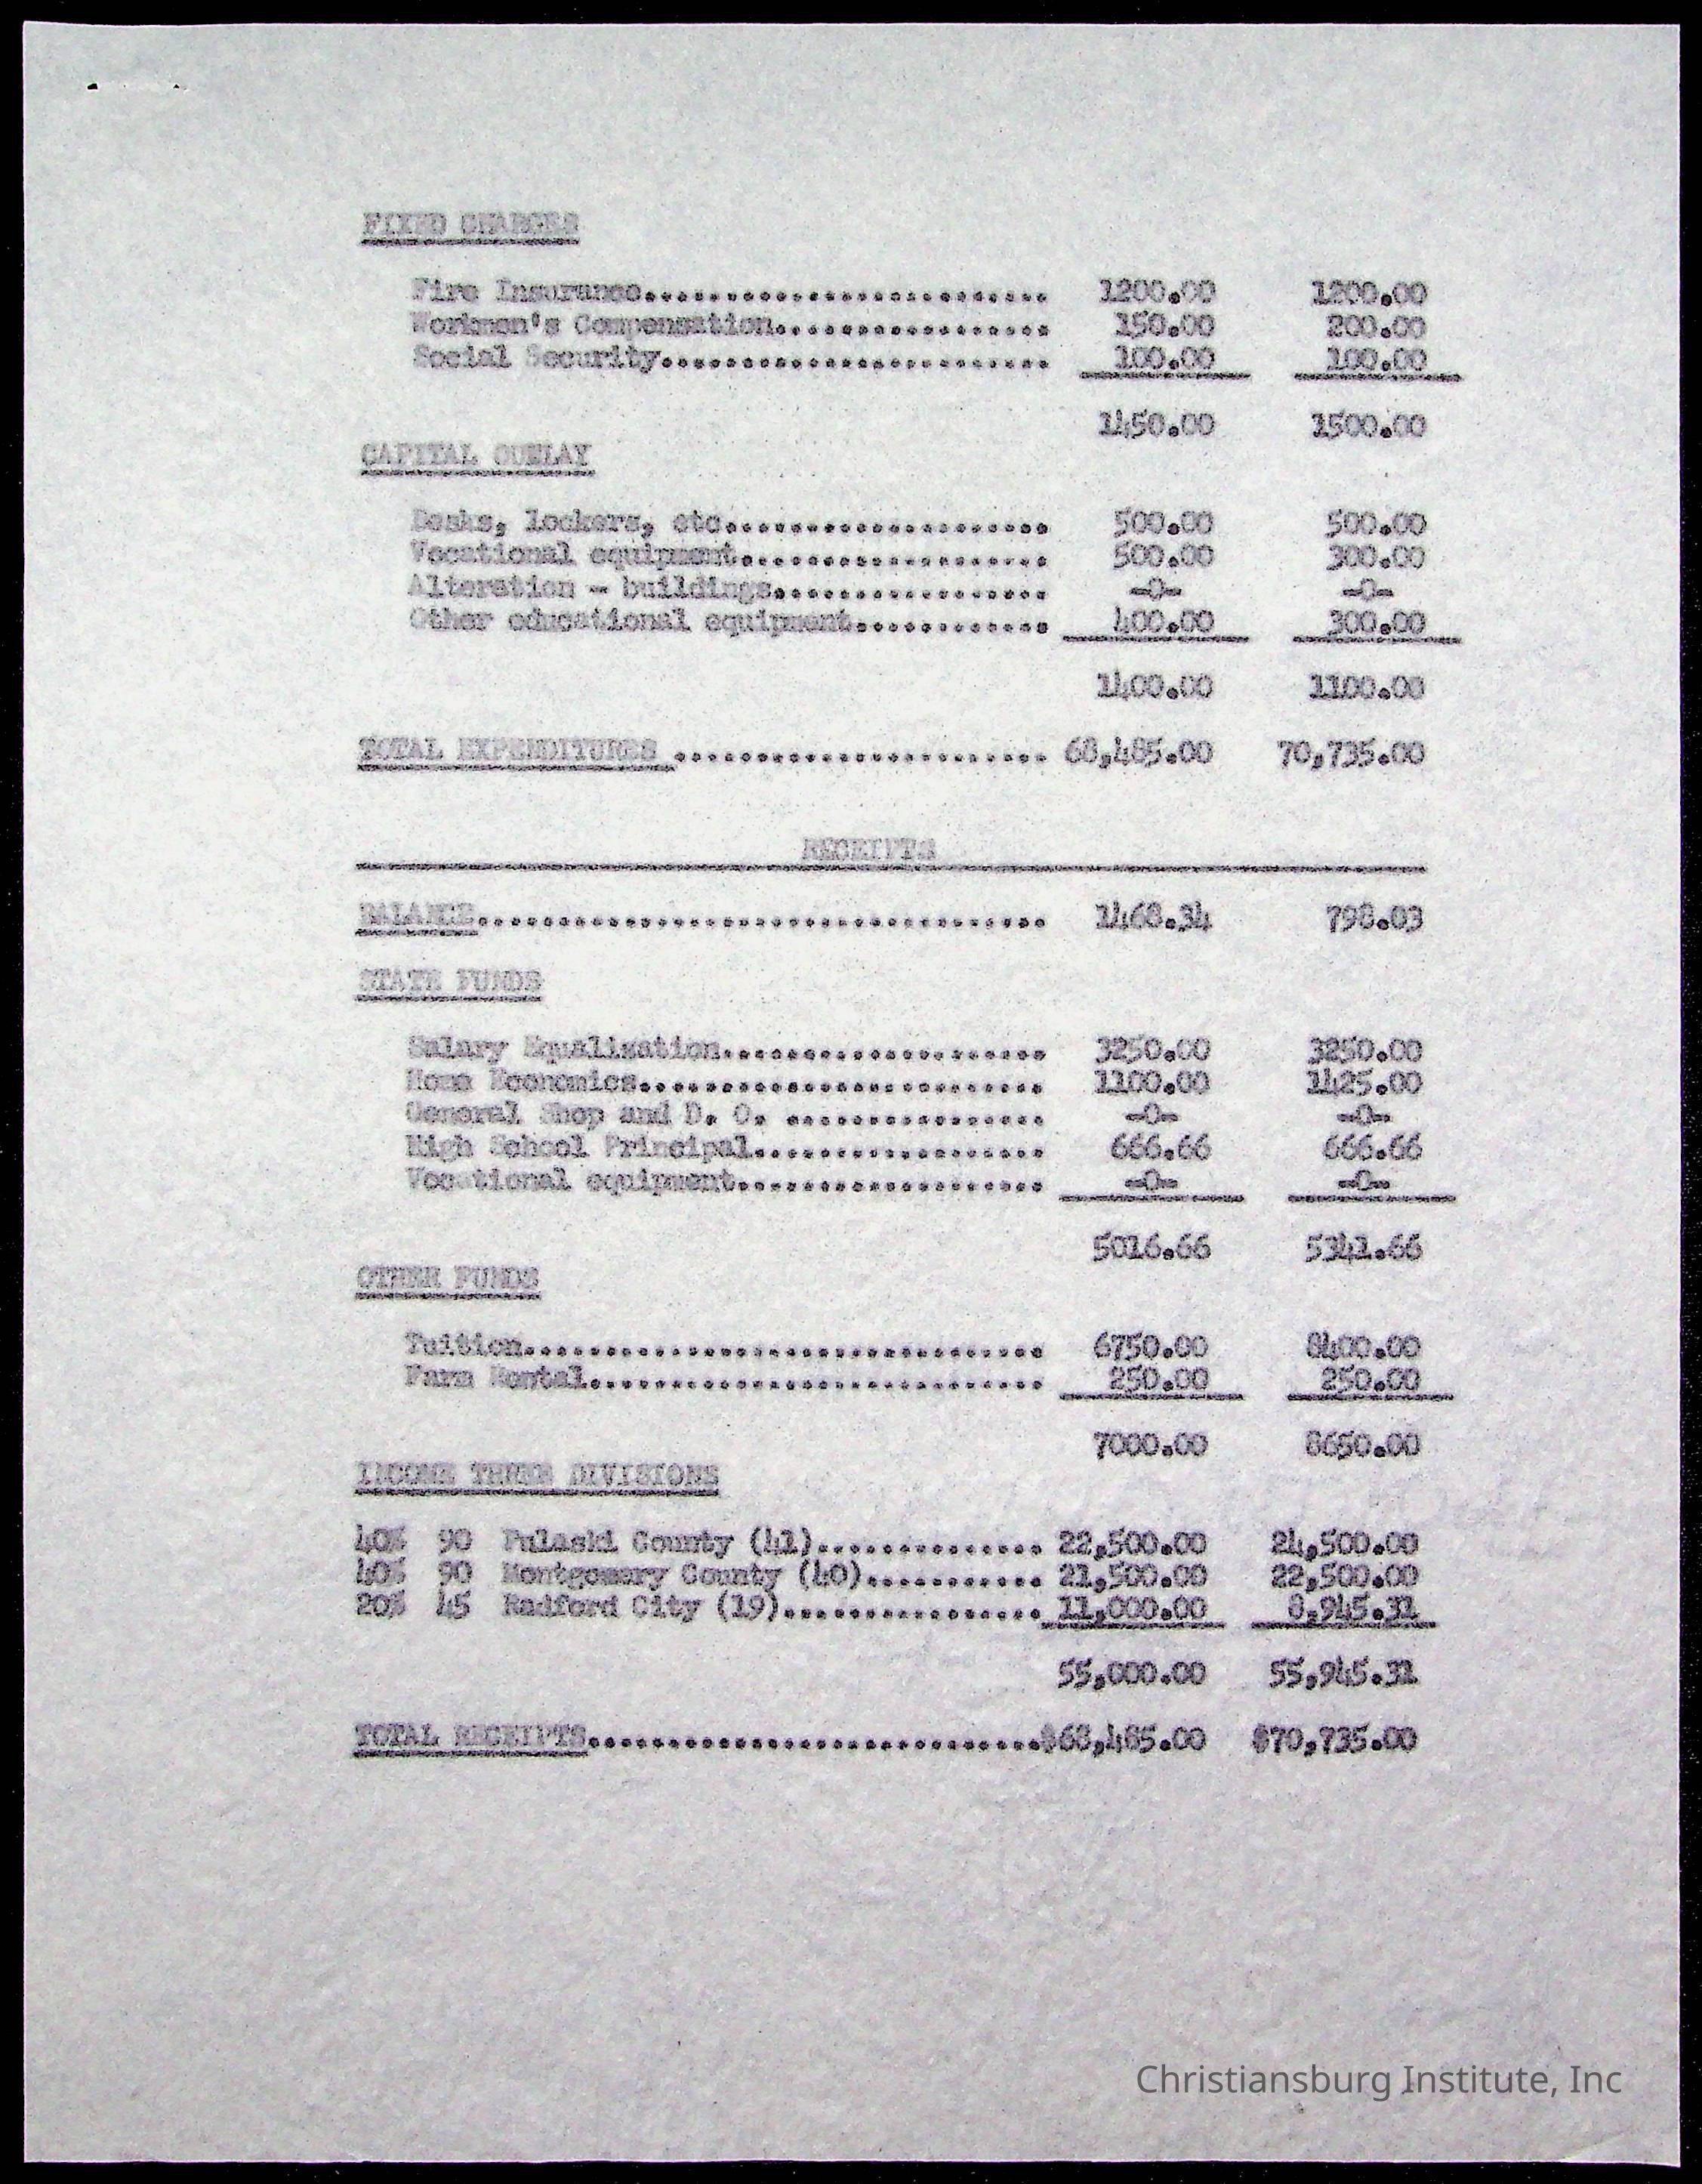 FIXED CHARGES
Fire Insurance.......................... 1200.00 1200.00
Workmen's Compensation.................. 150.00 200.00
Social Security......................... 100.00 100.00
1450.00 1500.00
CAPITAL OUTLAY
Desks, lockers, etc..................... 500.00 500.00
Vocational equipment.................... 500.00 300.00
Alteration - buildings.................. -0- -0-
Other educational equipment............. 400.00 300.00
1400.00 1100.00
TOTAL EXPENDITURES ....................... 68,485.00 70,735.00
RECEIPTS
BALANCE................................... 1468.34 798.03
STATE FUNDS
Salary Equalization..................... 3250.00 3250.00
Home Economics.......................... 1100.00 1425.00
General Shop and D. O. ................. -0- -0-
High School Principal................... 666.66 666.66
Vocational equipment.................... -0- -0-
5016.66 5341.66
OTHER FUNDS
Tuition................................. 6750.00 8400.00
Farm Rental............................. 250.00 250.00
7000.00 8650.00
INCOME THREE DIVISIONS
40% 90 Pulaski County (41).............. 22,500.00 24,500.00
40% 90 Montgomery County (40)........... 21,500.00 22,500.00
20% 45 Radford City (19)................ 11,000.00 8,945.31
55,000.00 55,945.31
TOTAL RECEIPTS............................$68,485.00 $70,735.00
Christiansburg Institute, Inc